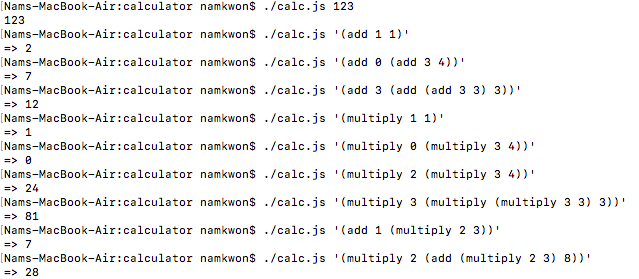 [Nams-MacBook-Air:calculator namkwon$ ./calc.js 123
123
[Nams-MacBook-Air:calculator namkwon$ ./calc.js '(add 1 1)'
=> 2
[Nams-MacBook-Air:calculator namkwon$ ./calc.js '(add 0 (add 3 4))'
=> 7
[Nams-MacBook-Air:calculator namkwon$ ./calc.js '(add 3 (add (add 3 3) 3))'
=> 12
[Nams-MacBook-Air:calculator namkwon$ ./calc.js '(multiply 1 1)'
=> 1
[Nams-MacBook-Air:calculator namkwon$ ./calc.js '(multiply 0 (multiply 3 4))'
=> 0
[Nams-MacBook-Air:calculator namkwon$ ./calc.js '(multiply 2 (multiply 3 4))'
=> 24
[Nams-MacBook-Air:calculator namkwon$ ./calc.js '(multiply 3 (multiply (multiply 3 3) 3))'
=> 81
[Nams-MacBook-Air:calculator namkwon$ ./calc.js '(add 1 (multiply 2 3))'
=> 7
[Nams-MacBook-Air:calculator namkwon$ ./calc.js '(multiply 2 (add (multiply 2 3) 8))'
=> 28